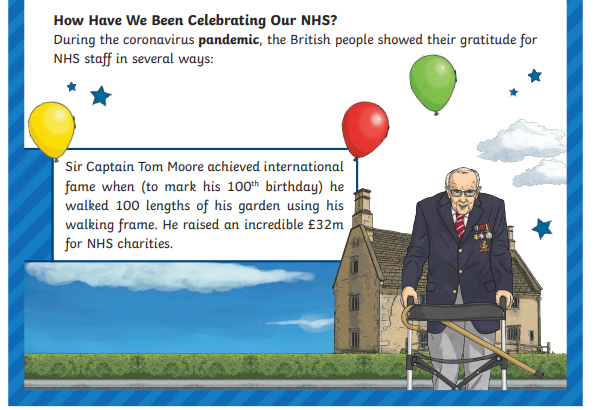 How Have We Been Celebrating Our NHS?
During the coronavirus pandemic, the British people showed their gratitude for
NHS staff in several ways:
Sir Captain Tom Moore achieved international
fame when (to mark his 100th birthday) he
walked 100 lengths of his garden using his
walking frame. He raised an incredible £32m
for NHS charities.